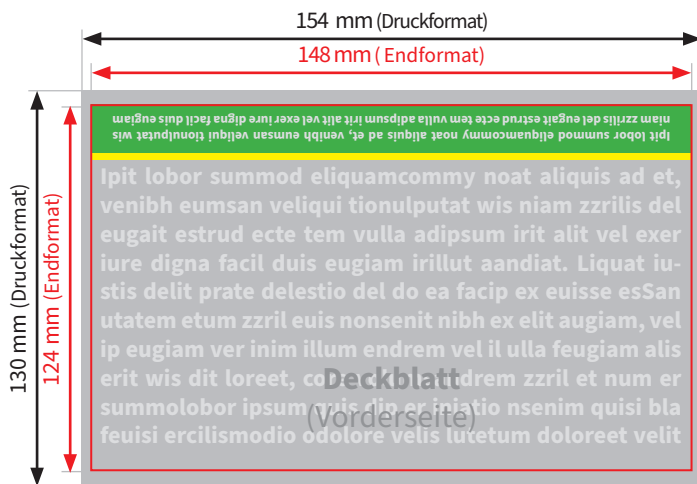 154 mm (Druckformat)
148 mm ( Endformat)
130 mm (Druckformat)
124 mm (Endformat)
Ipit lobor summod eliquamcommy noat aliquis ad et, venibh eumsan veliqui tionulputat wis
niam zzrilis del eugait estrud ecte tem vulla adipsum irit alit vel exer iure digna facil duis eugiam
Ipit lobor summod eliquamcommy noat aliquis ad et,
venibh eumsan veliqui tionulputat wis niam zzrilis del
eugait estrud ecte tem vulla adipsum irit alit vel exer
iure digna facil duis eugiam irillut aandiat. Liquat iu-
stis delit prate delestio del do ea facip ex euisse esSan
utatem etum zzril euis nonsenit nibh ex elit augiam, vel
ip eugiam ver inim illum endrem vel il ulla feugiam alis
erit wis dit loreet, drem zzril et num er
summolobor ipsum nsenim quisi bla
feuisi ercilismodio odolore velis lutetum doloreet velit
Deckblatt
(Vorderseite)